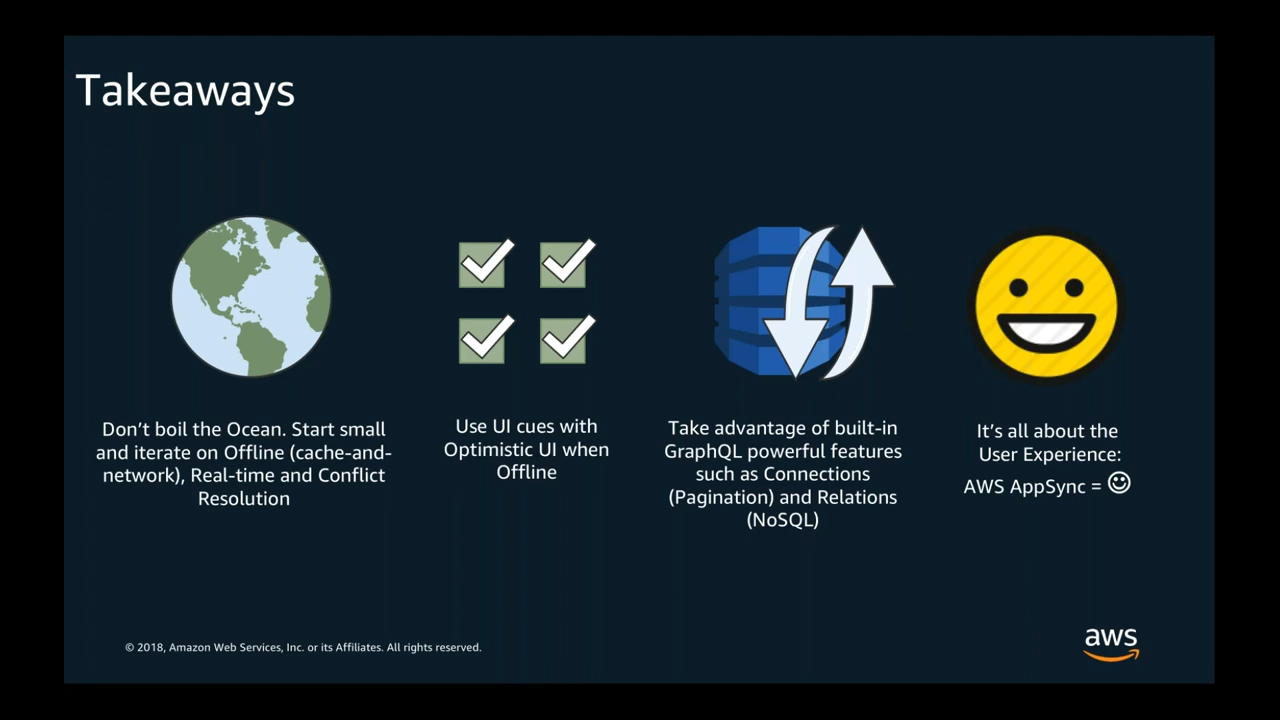 Takeaways
Don’t boil the Ocean. Start small
and iterate on Offline (cache-and-
network), Real-time and Conflict
Resolution
Use UI cues with
Optimistic UI when
Offline
Take advantage of built-in
GraphQL powerful features
such as Connections
(Pagination) and Relations
(NoSQL)
It’s all about the
User Experience:
AWS AppSync = ☺
© 2018, Amazon Web Services, Inc. or its Affiliates. All rights reserved.
aws